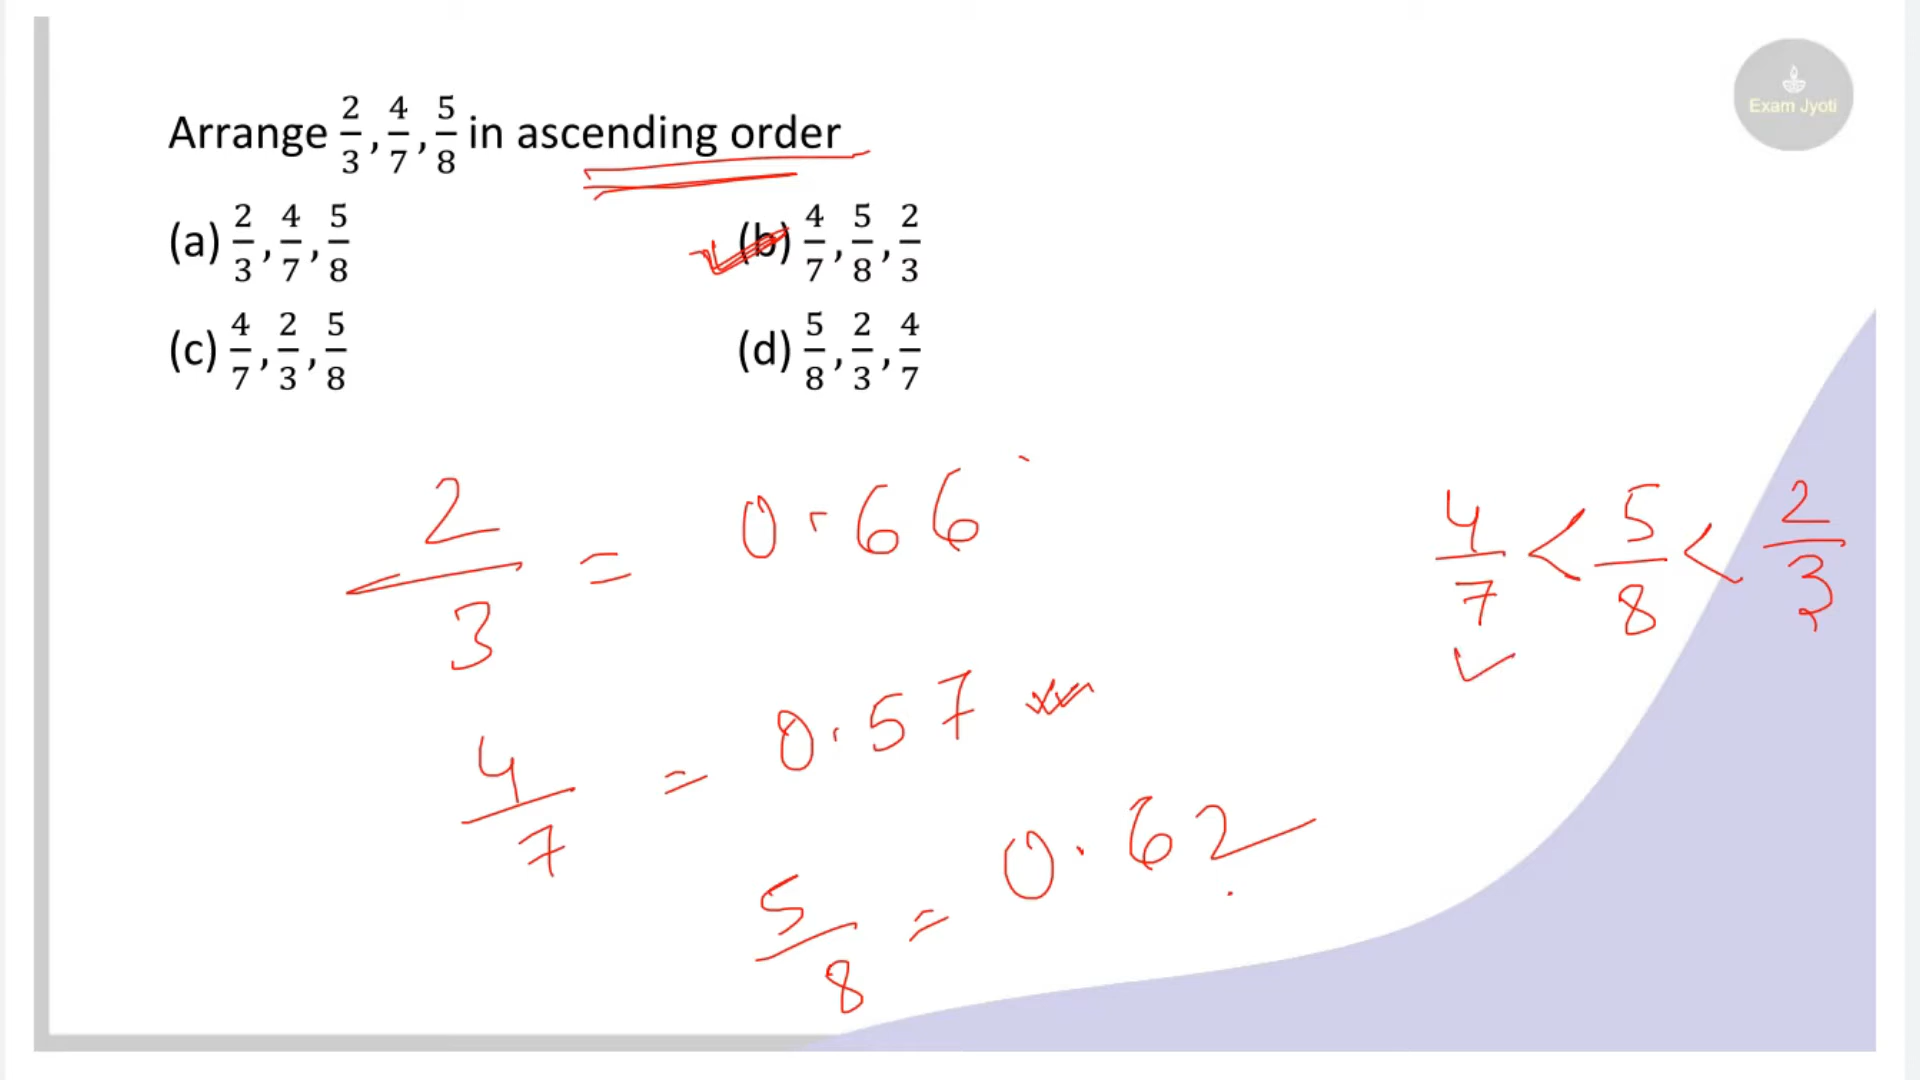 Exam Jyoti
Arrange 2/3, 4/7, 5/8 in ascending order
(a) 2/3, 4/7, 5/8
(b) 4/7, 5/8, 2/3
(c) 4/7, 2/3, 5/8
(d) 5/8, 2/3, 4/7
2/3 = 0.66
4/7 < 5/8 < 2/3
4/7 = 0.57
5/8 = 0.62